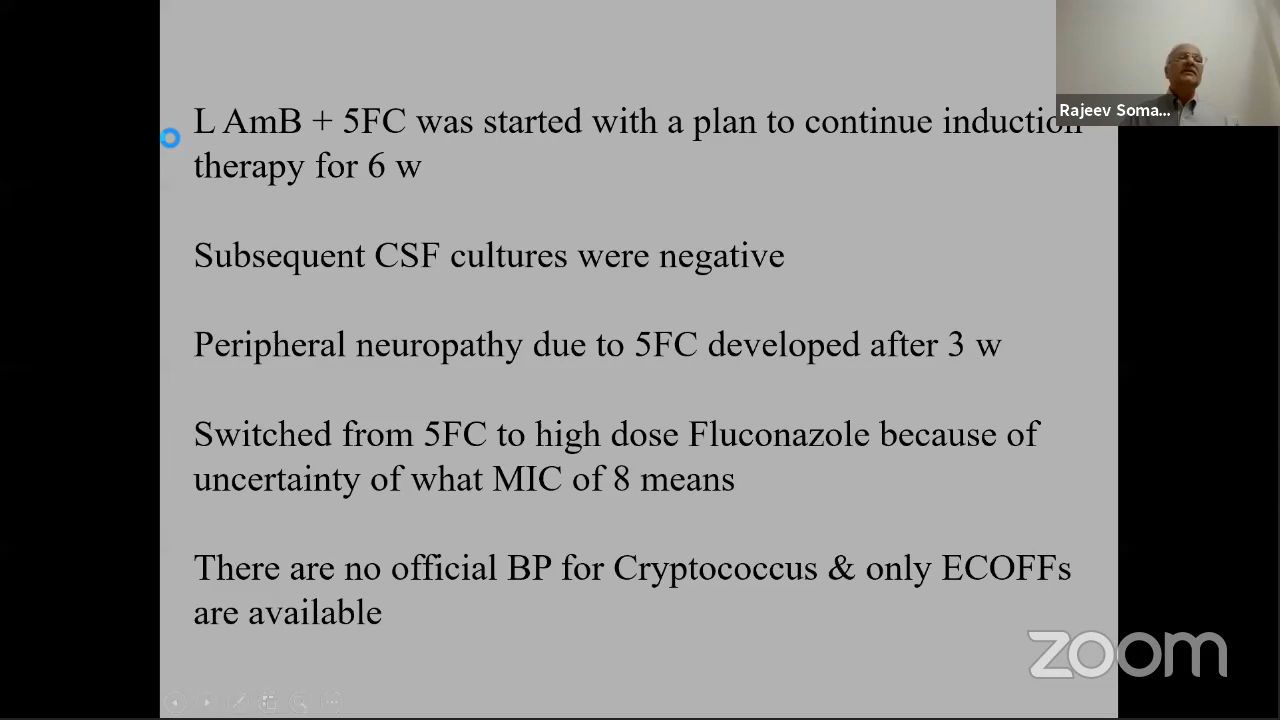 L AmB + 5FC was started with a plan to continue induction
therapy for 6 w
Subsequent CSF cultures were negative
Peripheral neuropathy due to 5FC developed after 3 w
Switched from 5FC to high dose Fluconazole because of
uncertainty of what MIC of 8 means
There are no official BP for Cryptococcus & only ECOFFs
are available
Rajeev Soma...
zoom